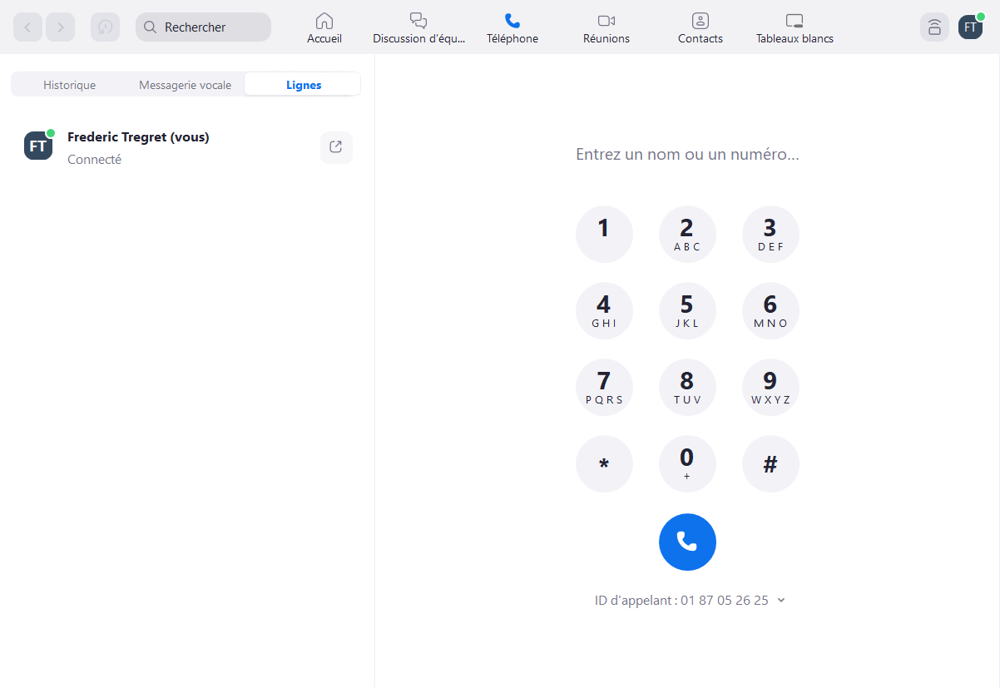 Rechercher
Accueil
Discussion d'équ...
Téléphone
Réunions
Contacts
Tableaux blancs
FT
Historique
Messagerie vocale
Lignes
FT
Frederic Tregret (vous)
Connecté
Entrez un nom ou un numéro...
1
2
ABC
3
DEF
4
GHI
5
JKL
6
MNO
7
PQRS
8
TUV
9
WXYZ
*
0
+
#
ID d'appelant : 01 87 05 26 25